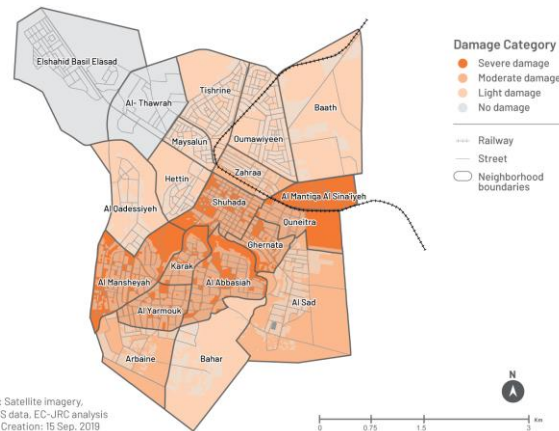 Elshahid Basil Elasad
Al- Thawrah
Tishrine
Maysalun
Oumawiyeen
Baath
Hettin
Zahraa
Al Qadessiyeh
Shuhada
Al Mantiqa Al Sina'iyeh
Quneitra
Ghernata
Karak
Al Mansheyah
Al Abbasiah
Al Yarmouk
Al Sad
Arbaine
Bahar
Damage Category
Severe damage
Moderate damage
Light damage
No damage
Railway
Street
Neighborhood
boundaries
Satellite imagery,
data, EC-JRC analysis
Creation: 15 Sep, 2019
N
0 0.75 1.5 3 Km